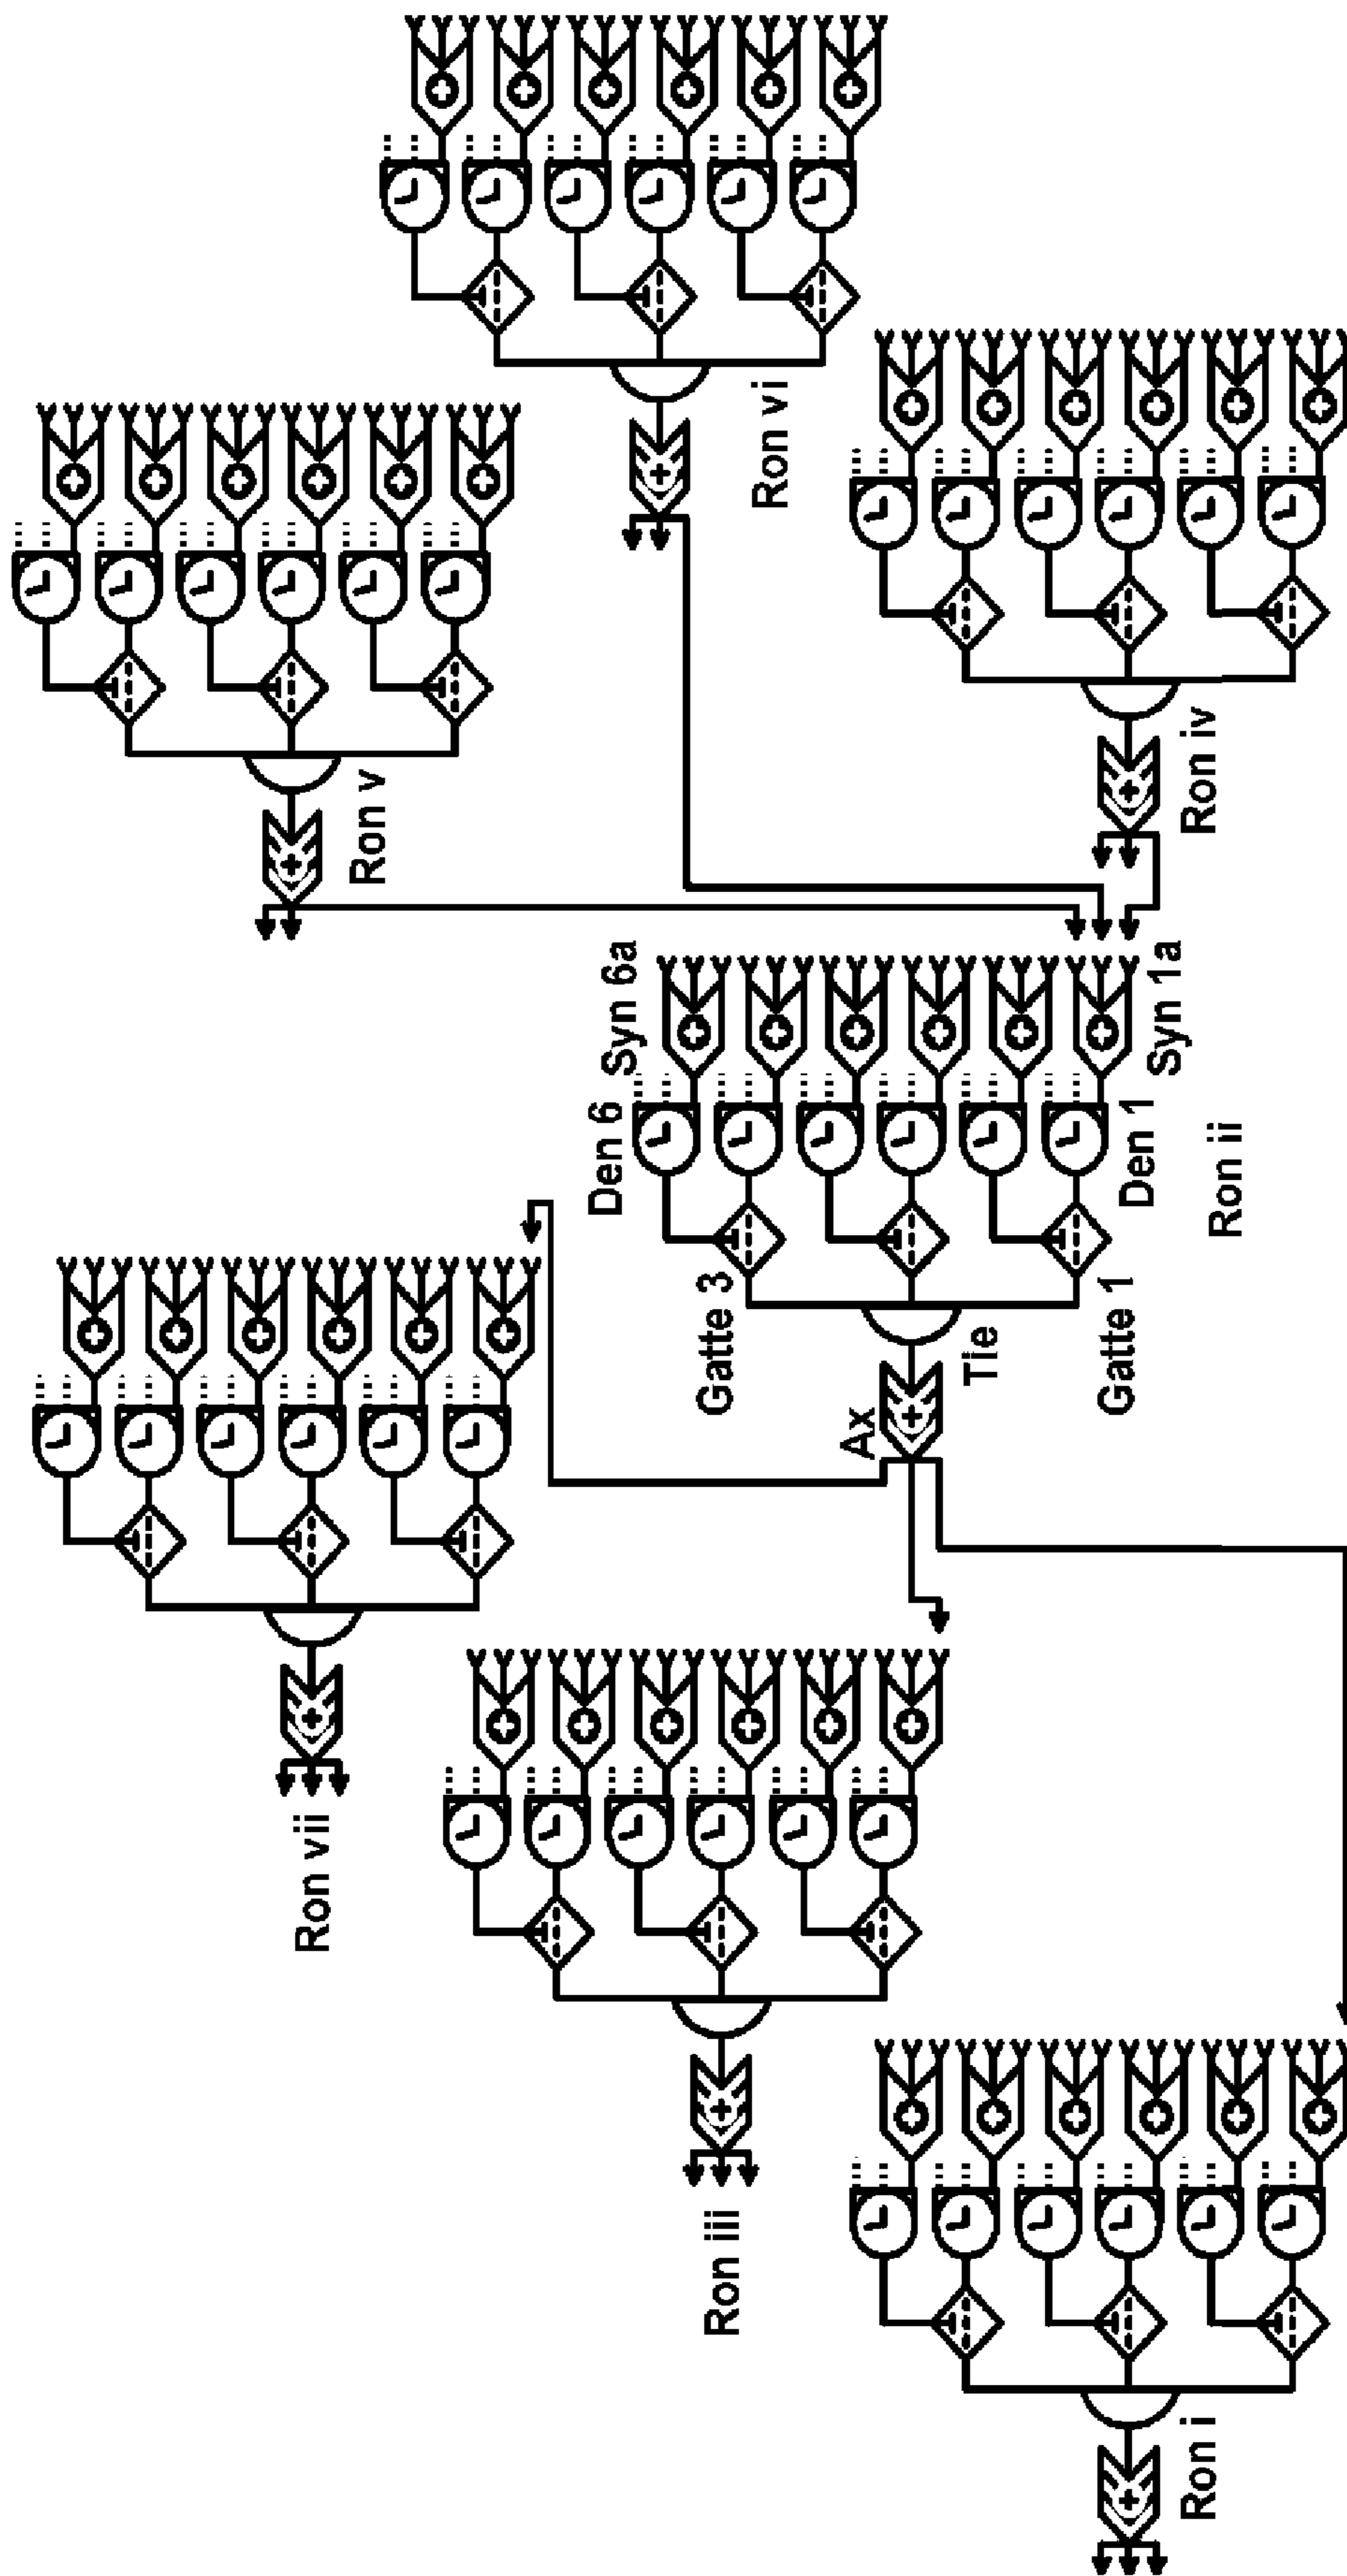 Ron vi
Ron v
Ron iv
Syn 6a
Syn 1a
Den 6
Den 1
Ron ii
Gatte 3
Gatte 1
Tie
Ax
Ron vii
Ron iii
Ron i